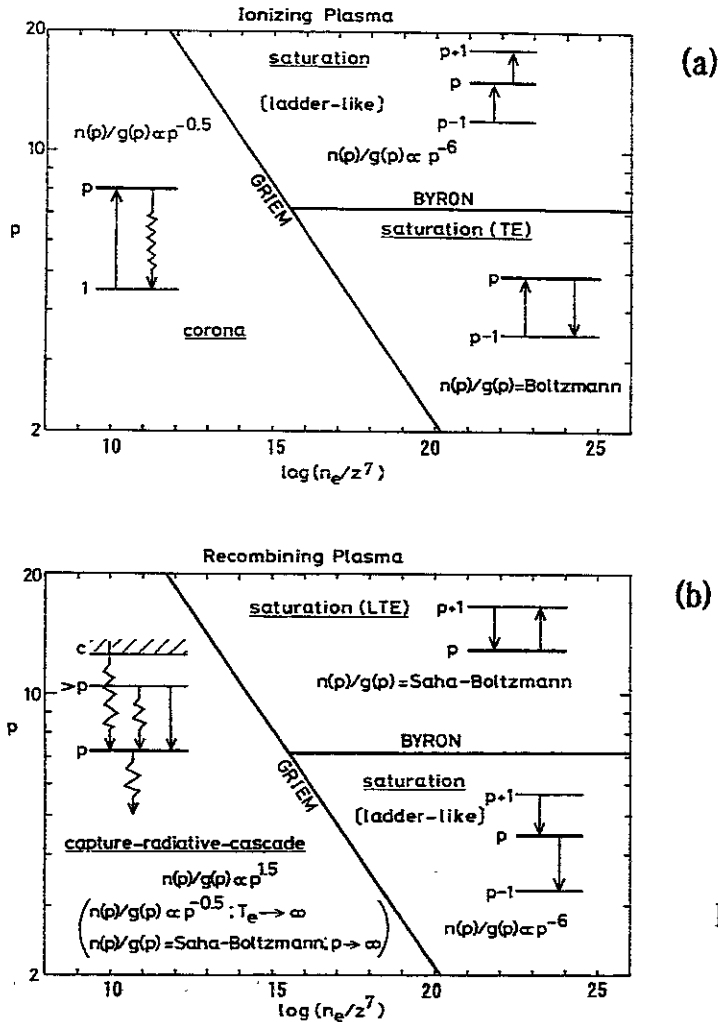 Ionizing Plasma
(a)
20
10
2
p
saturation
(ladder-like)
n(p)/g(p)∝p^-6
p+1
p
p-1
n(p)/g(p)∝p^-0.5
p
1
corona
GRIEM
BYRON
saturation (TE)
p
p-1
n(p)/g(p)=Boltzmann
10 15 20 25
log(n_e/z^7)
Recombining Plasma
(b)
20
10
2
p
saturation (LTE)
p+1
p
n(p)/g(p)=Saha-Boltzmann
c
>p
p
capture-radiative-cascade
n(p)/g(p)∝p^1.5
(n(p)/g(p)∝p^-0.5; T_e→∞
n(p)/g(p)=Saha-Boltzmann; p→∞)
GRIEM
BYRON
saturation
(ladder-like)
p+1
p
p-1
n(p)/g(p)∝p^-6
10 15 20 25
log(n_e/z^7)